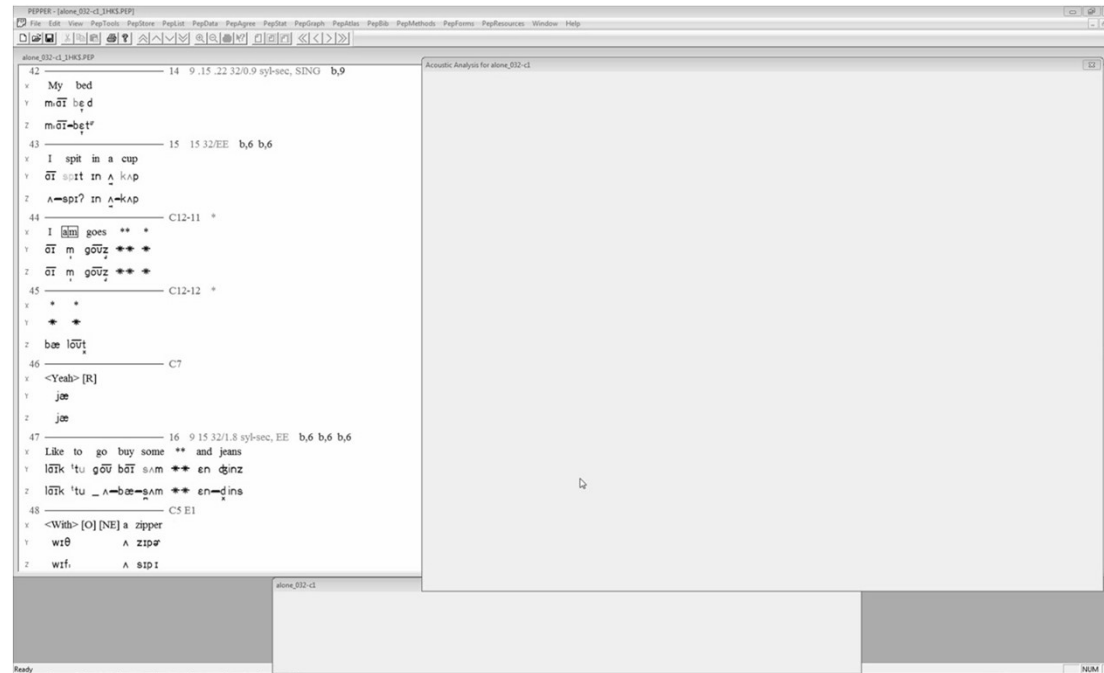 PEPPER - [alone_032-c1_1HKS.PEP]
File Edit View PepTools PepStore PepList PepData PepAgree PepStat PepGraph PepAtlas PepBib PepMethods PepForms PepResources Window Help
alone_032-c1_1HKS.PEP
42 14 9 .15 .22 32/0.9 syl-sec, SING b,9
x My bed
Y
z
43 15 15 32/EE b,6 b,6
x I spit in a cup
Y
z
44 C12-11 *
x I am goes ** *
Y
z
45 C12-12 *
x * *
Y * *
z
46 C7
x <Yeah> [R]
Y jæ
z jæ
47 16 9 15 32/1.8 syl-sec, EE b,6 b,6 b,6
x Like to go buy some ** and jeans
Y
z
48 C5 E1
x <With> [O] [NE] a zipper
Y wɪθ ʌ zɪpɚ
z
Acoustic Analysis for alone_032-c1
alone_032-c1
Ready
NUM